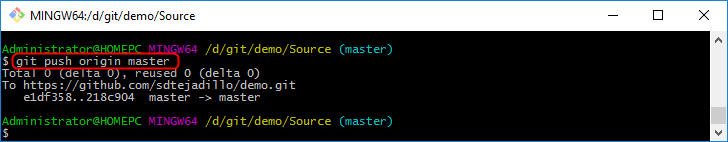 MINGW64:/d/git/demo/Source
Administrator@HOMEPC MINGW64 /d/git/demo/Source (master)
$ git push origin master
Total 0 (delta 0), reused 0 (delta 0)
To https://github.com/sdtejadillo/demo.git
   e1df358..218c904  master -> master
Administrator@HOMEPC MINGW64 /d/git/demo/Source (master)
$